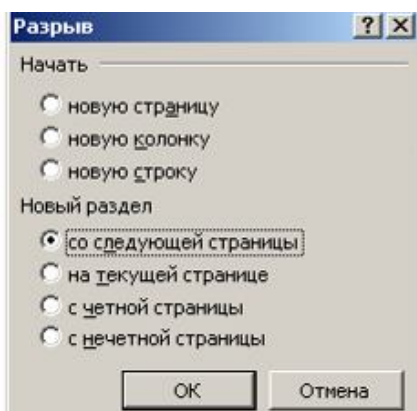 Разрыв
Начать
новую страницу
новую колонку
новую строку
Новый раздел
со следующей страницы
на текущей странице
с четной страницы
с нечетной страницы
ОК Отмена